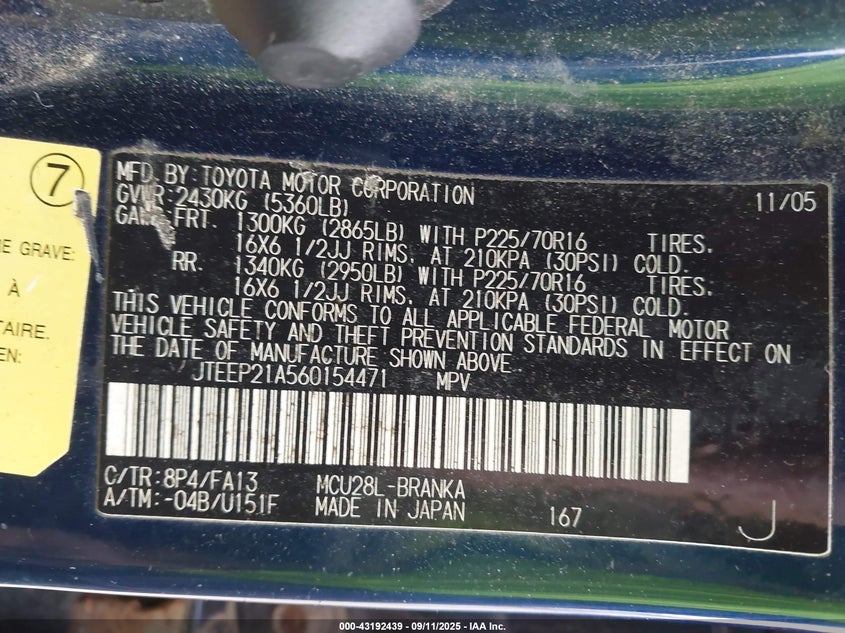 7
E GRAVE:
À
TAIRE.
EN:
MFD. BY: TOYOTA MOTOR CORPORATION 11/05
GVWR: 2430KG (5360LB)
GAWR: FRT. 1300KG (2865LB) WITH P225/70R16 TIRES.
16X6 1/2JJ RIMS. AT 210KPA (30PSI) COLD.
RR. 1340KG (2950LB) WITH P225/70R16 TIRES.
16X6 1/2JJ RIMS. AT 210KPA (30PSI) COLD.
THIS VEHICLE CONFORMS TO ALL APPLICABLE FEDERAL MOTOR
VEHICLE SAFETY AND THEFT PREVENTION STANDARDS IN EFFECT ON
THE DATE OF MANUFACTURE SHOWN ABOVE.
JTEEP21A560154471 MPV
C/TR: 8P4/FA13 MCU28L-BRANKA
A/TM: -04B/U151F MADE IN JAPAN 167 J
000-43192439 - 09/11/2025 - IAA Inc.